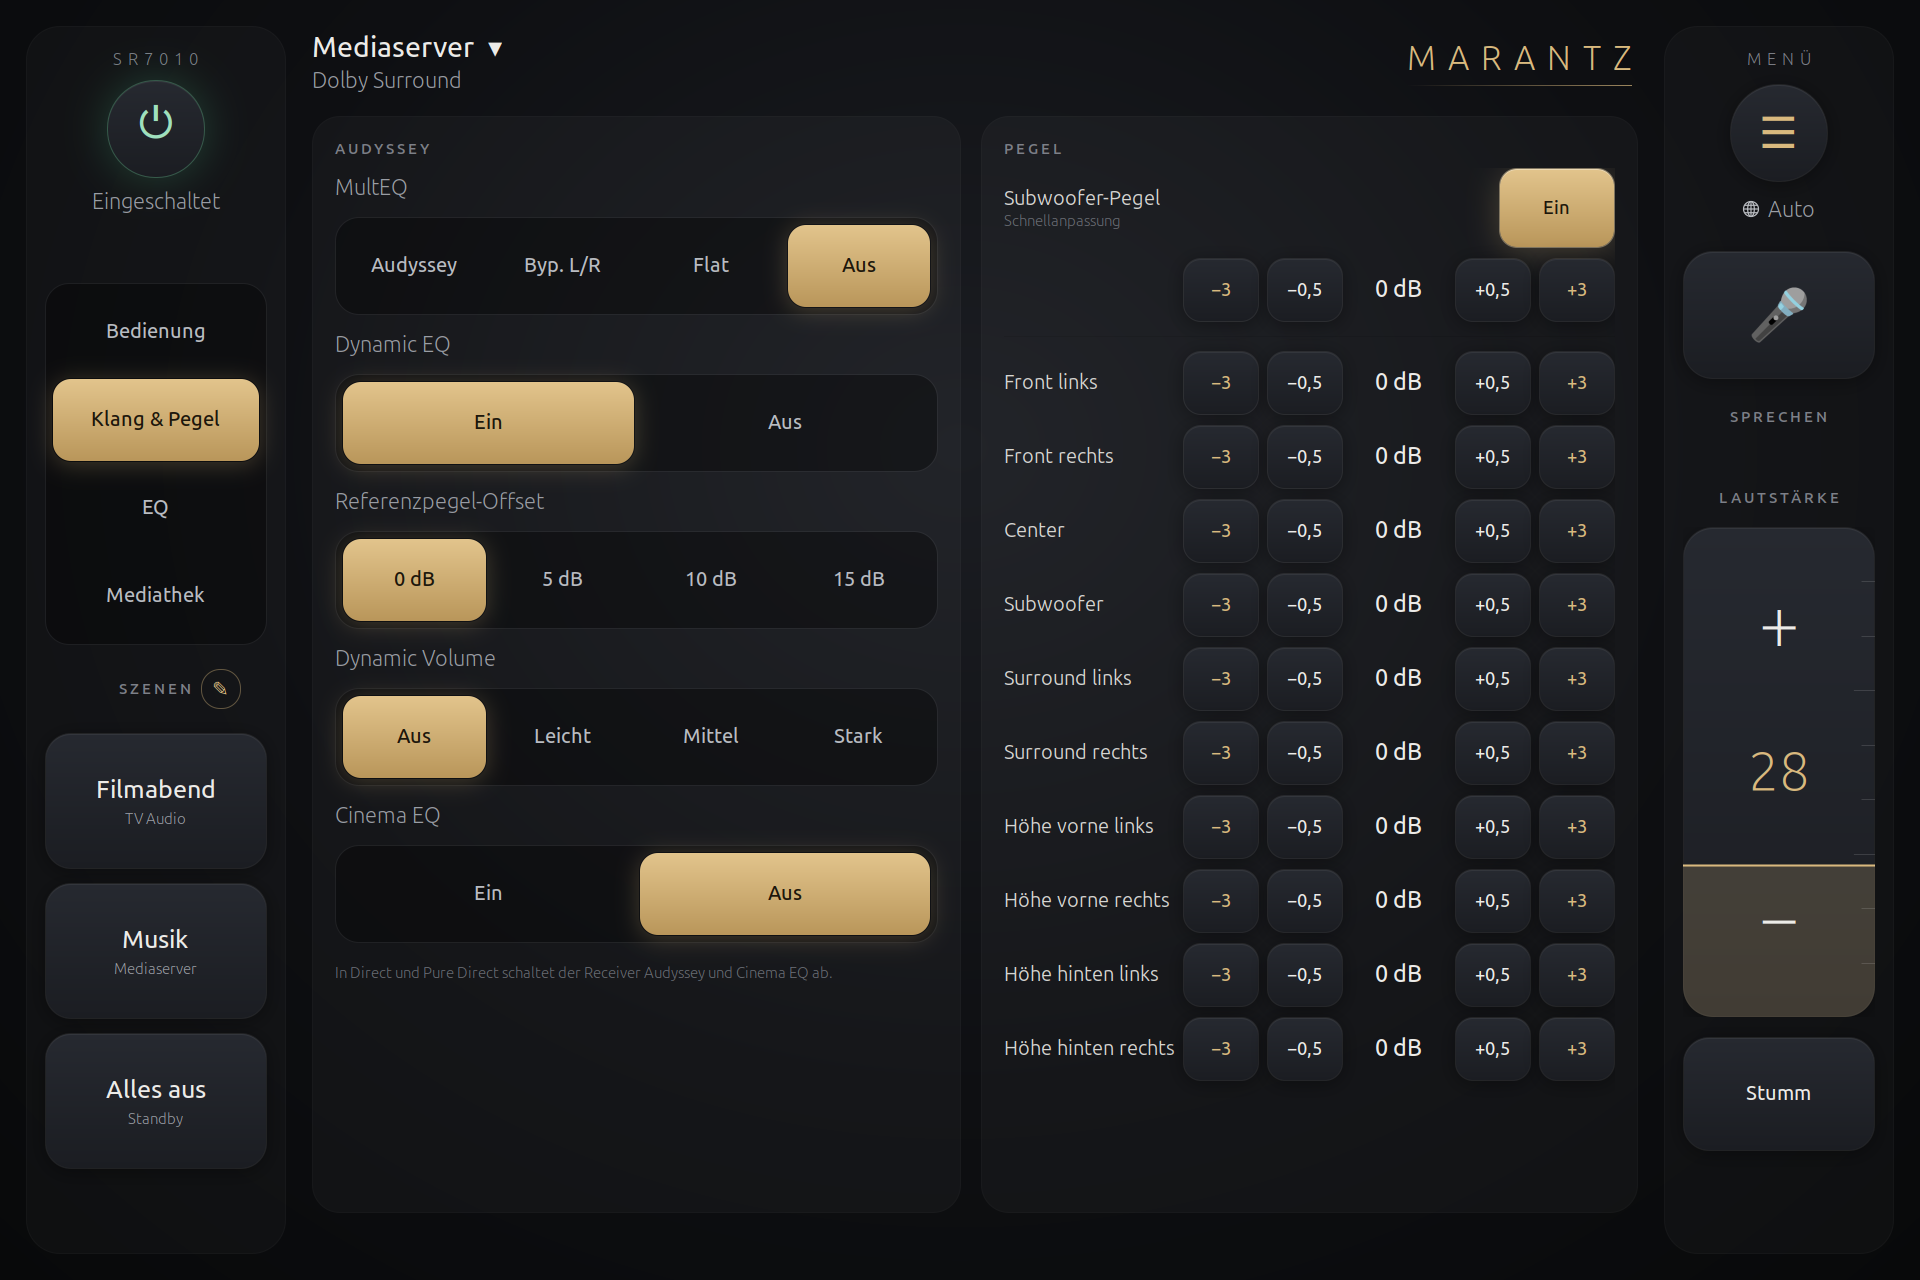 SR7010
Eingeschaltet
Bedienung
Klang & Pegel
EQ
Mediathek
SZENEN
Filmabend
TV Audio
Musik
Mediaserver
Alles aus
Standby
Mediaserver ▼
Dolby Surround
MARANTZ
AUDYSSEY
MultEQ
Audyssey Byp. L/R Flat Aus
Dynamic EQ
Ein Aus
Referenzpegel-Offset
0 dB 5 dB 10 dB 15 dB
Dynamic Volume
Aus Leicht Mittel Stark
Cinema EQ
Ein Aus
In Direct und Pure Direct schaltet der Receiver Audyssey und Cinema EQ ab.
PEGEL
Subwoofer-Pegel Ein
Schnellanpassung
−3 −0,5 0 dB +0,5 +3
Front links −3 −0,5 0 dB +0,5 +3
Front rechts −3 −0,5 0 dB +0,5 +3
Center −3 −0,5 0 dB +0,5 +3
Subwoofer −3 −0,5 0 dB +0,5 +3
Surround links −3 −0,5 0 dB +0,5 +3
Surround rechts −3 −0,5 0 dB +0,5 +3
Höhe vorne links −3 −0,5 0 dB +0,5 +3
Höhe vorne rechts −3 −0,5 0 dB +0,5 +3
Höhe hinten links −3 −0,5 0 dB +0,5 +3
Höhe hinten rechts −3 −0,5 0 dB +0,5 +3
MENÜ
Auto
SPRECHEN
LAUTSTÄRKE
+
28
−
Stumm